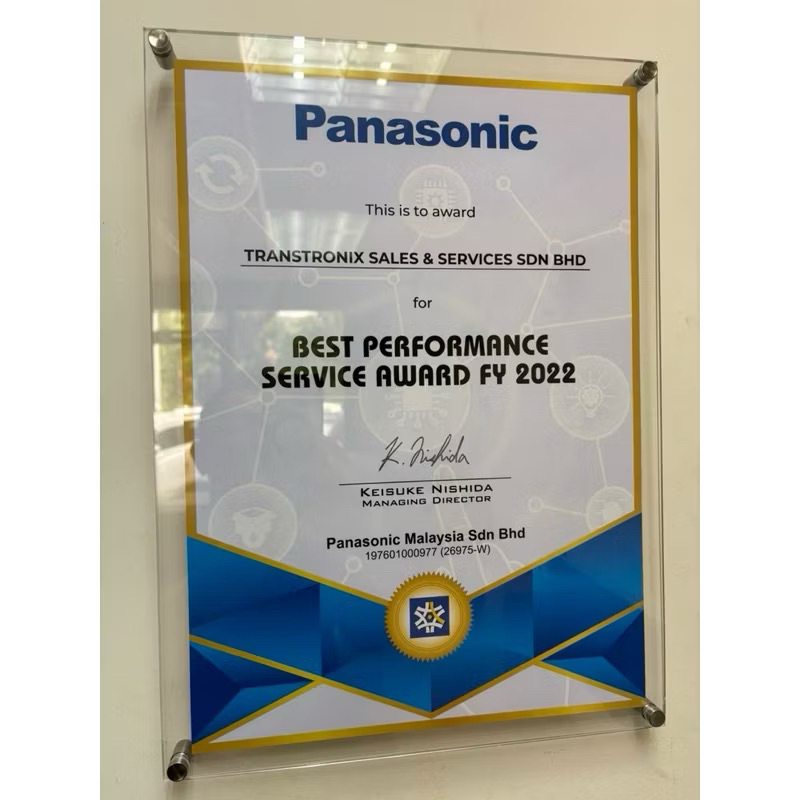 Panasonic
This is to award
TRANSTRONIX SALES & SERVICES SDN BHD
for
BEST PERFORMANCE
SERVICE AWARD FY 2022
K. Nishida
KEISUKE NISHIDA
MANAGING DIRECTOR
Panasonic Malaysia Sdn Bhd
197601000977 (26975-W)